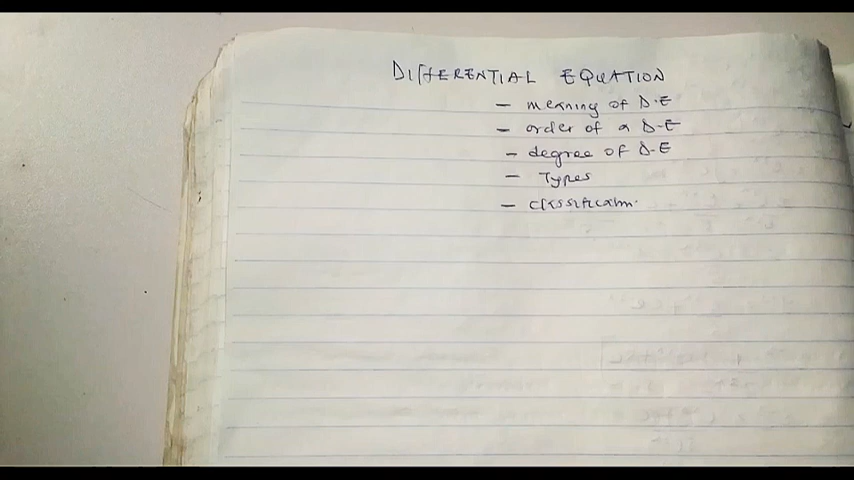 DIFFERENTIAL EQUATION
- meaning of D.E
- order of a D-E
- degree of D-E
- Types
- classification.